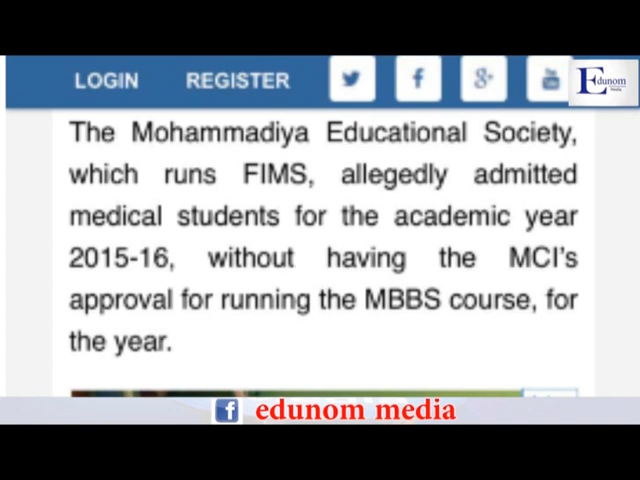 LOGIN REGISTER
Edunom
Media
The Mohammadiya Educational Society,
which runs FIMS, allegedly admitted
medical students for the academic year
2015-16, without having the MCI's
approval for running the MBBS course, for
the year.
edunom media